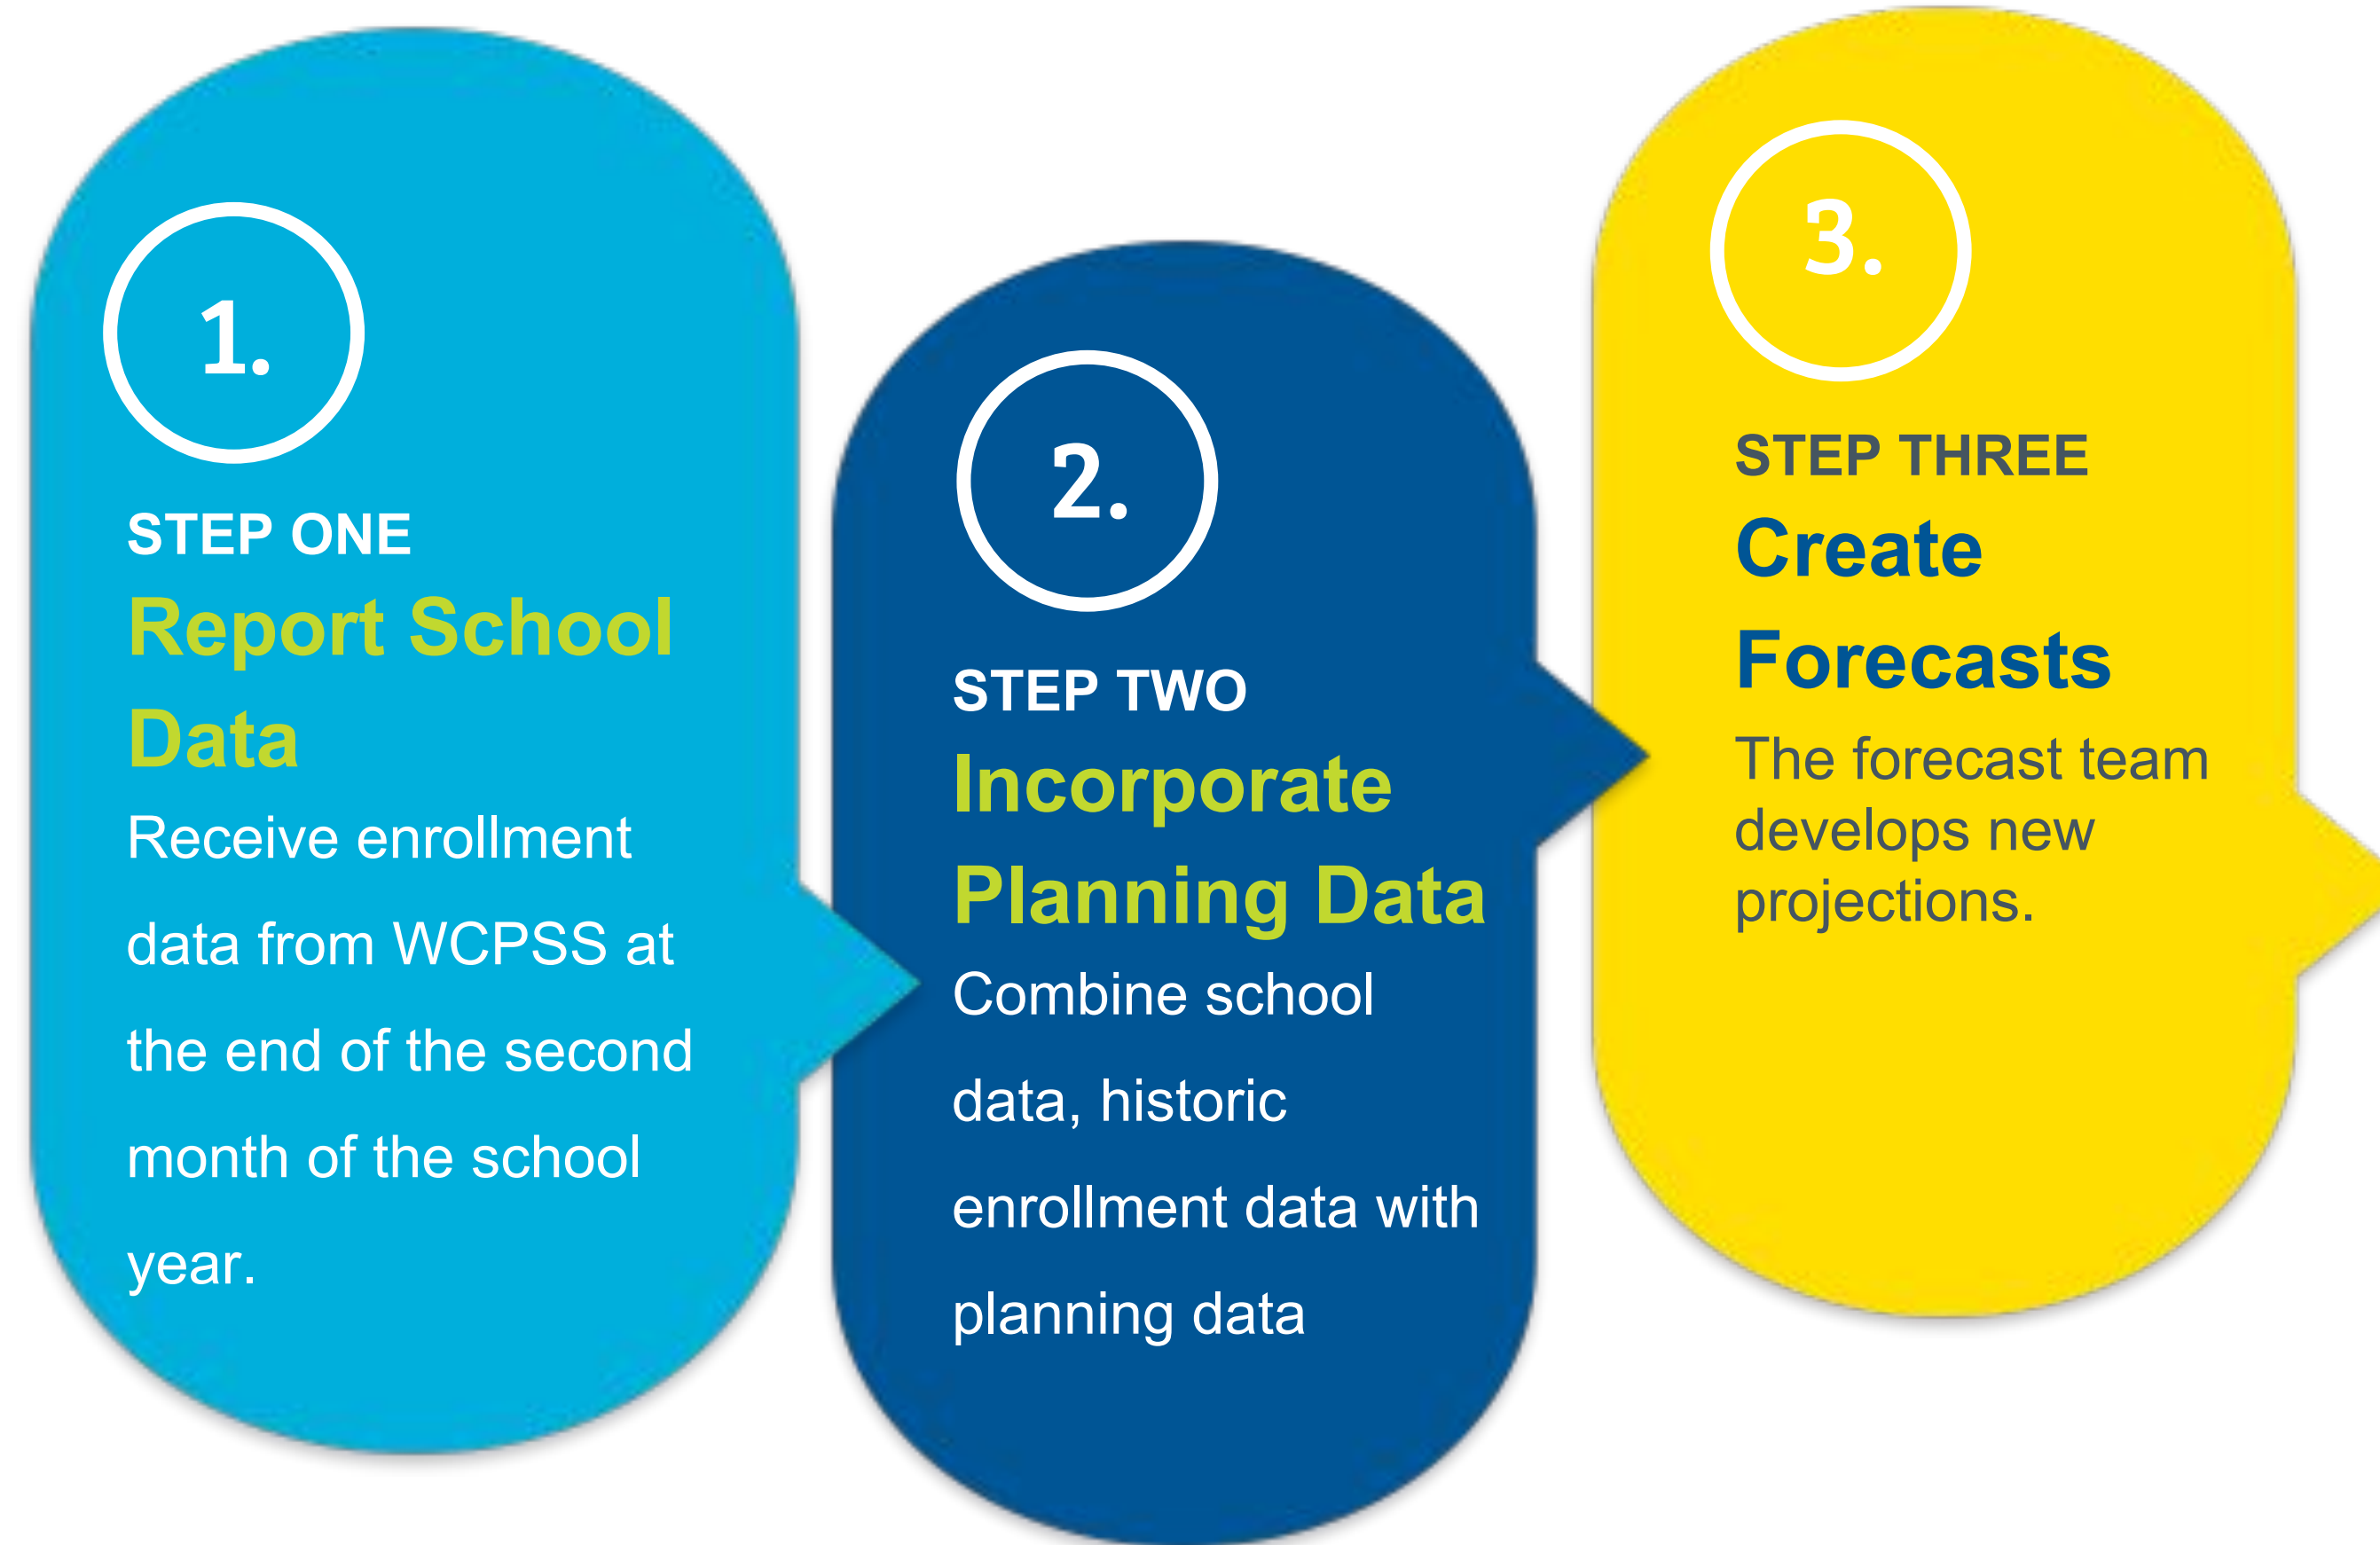 1.
STEP ONE
Report School
Data
Receive enrollment
data from WCPSS at
the end of the second
month of the school
year.
2.
STEP TWO
Incorporate
Planning Data
Combine school
data, historic
enrollment data with
planning data
3.
STEP THREE
Create
Forecasts
The forecast team
develops new
projections.